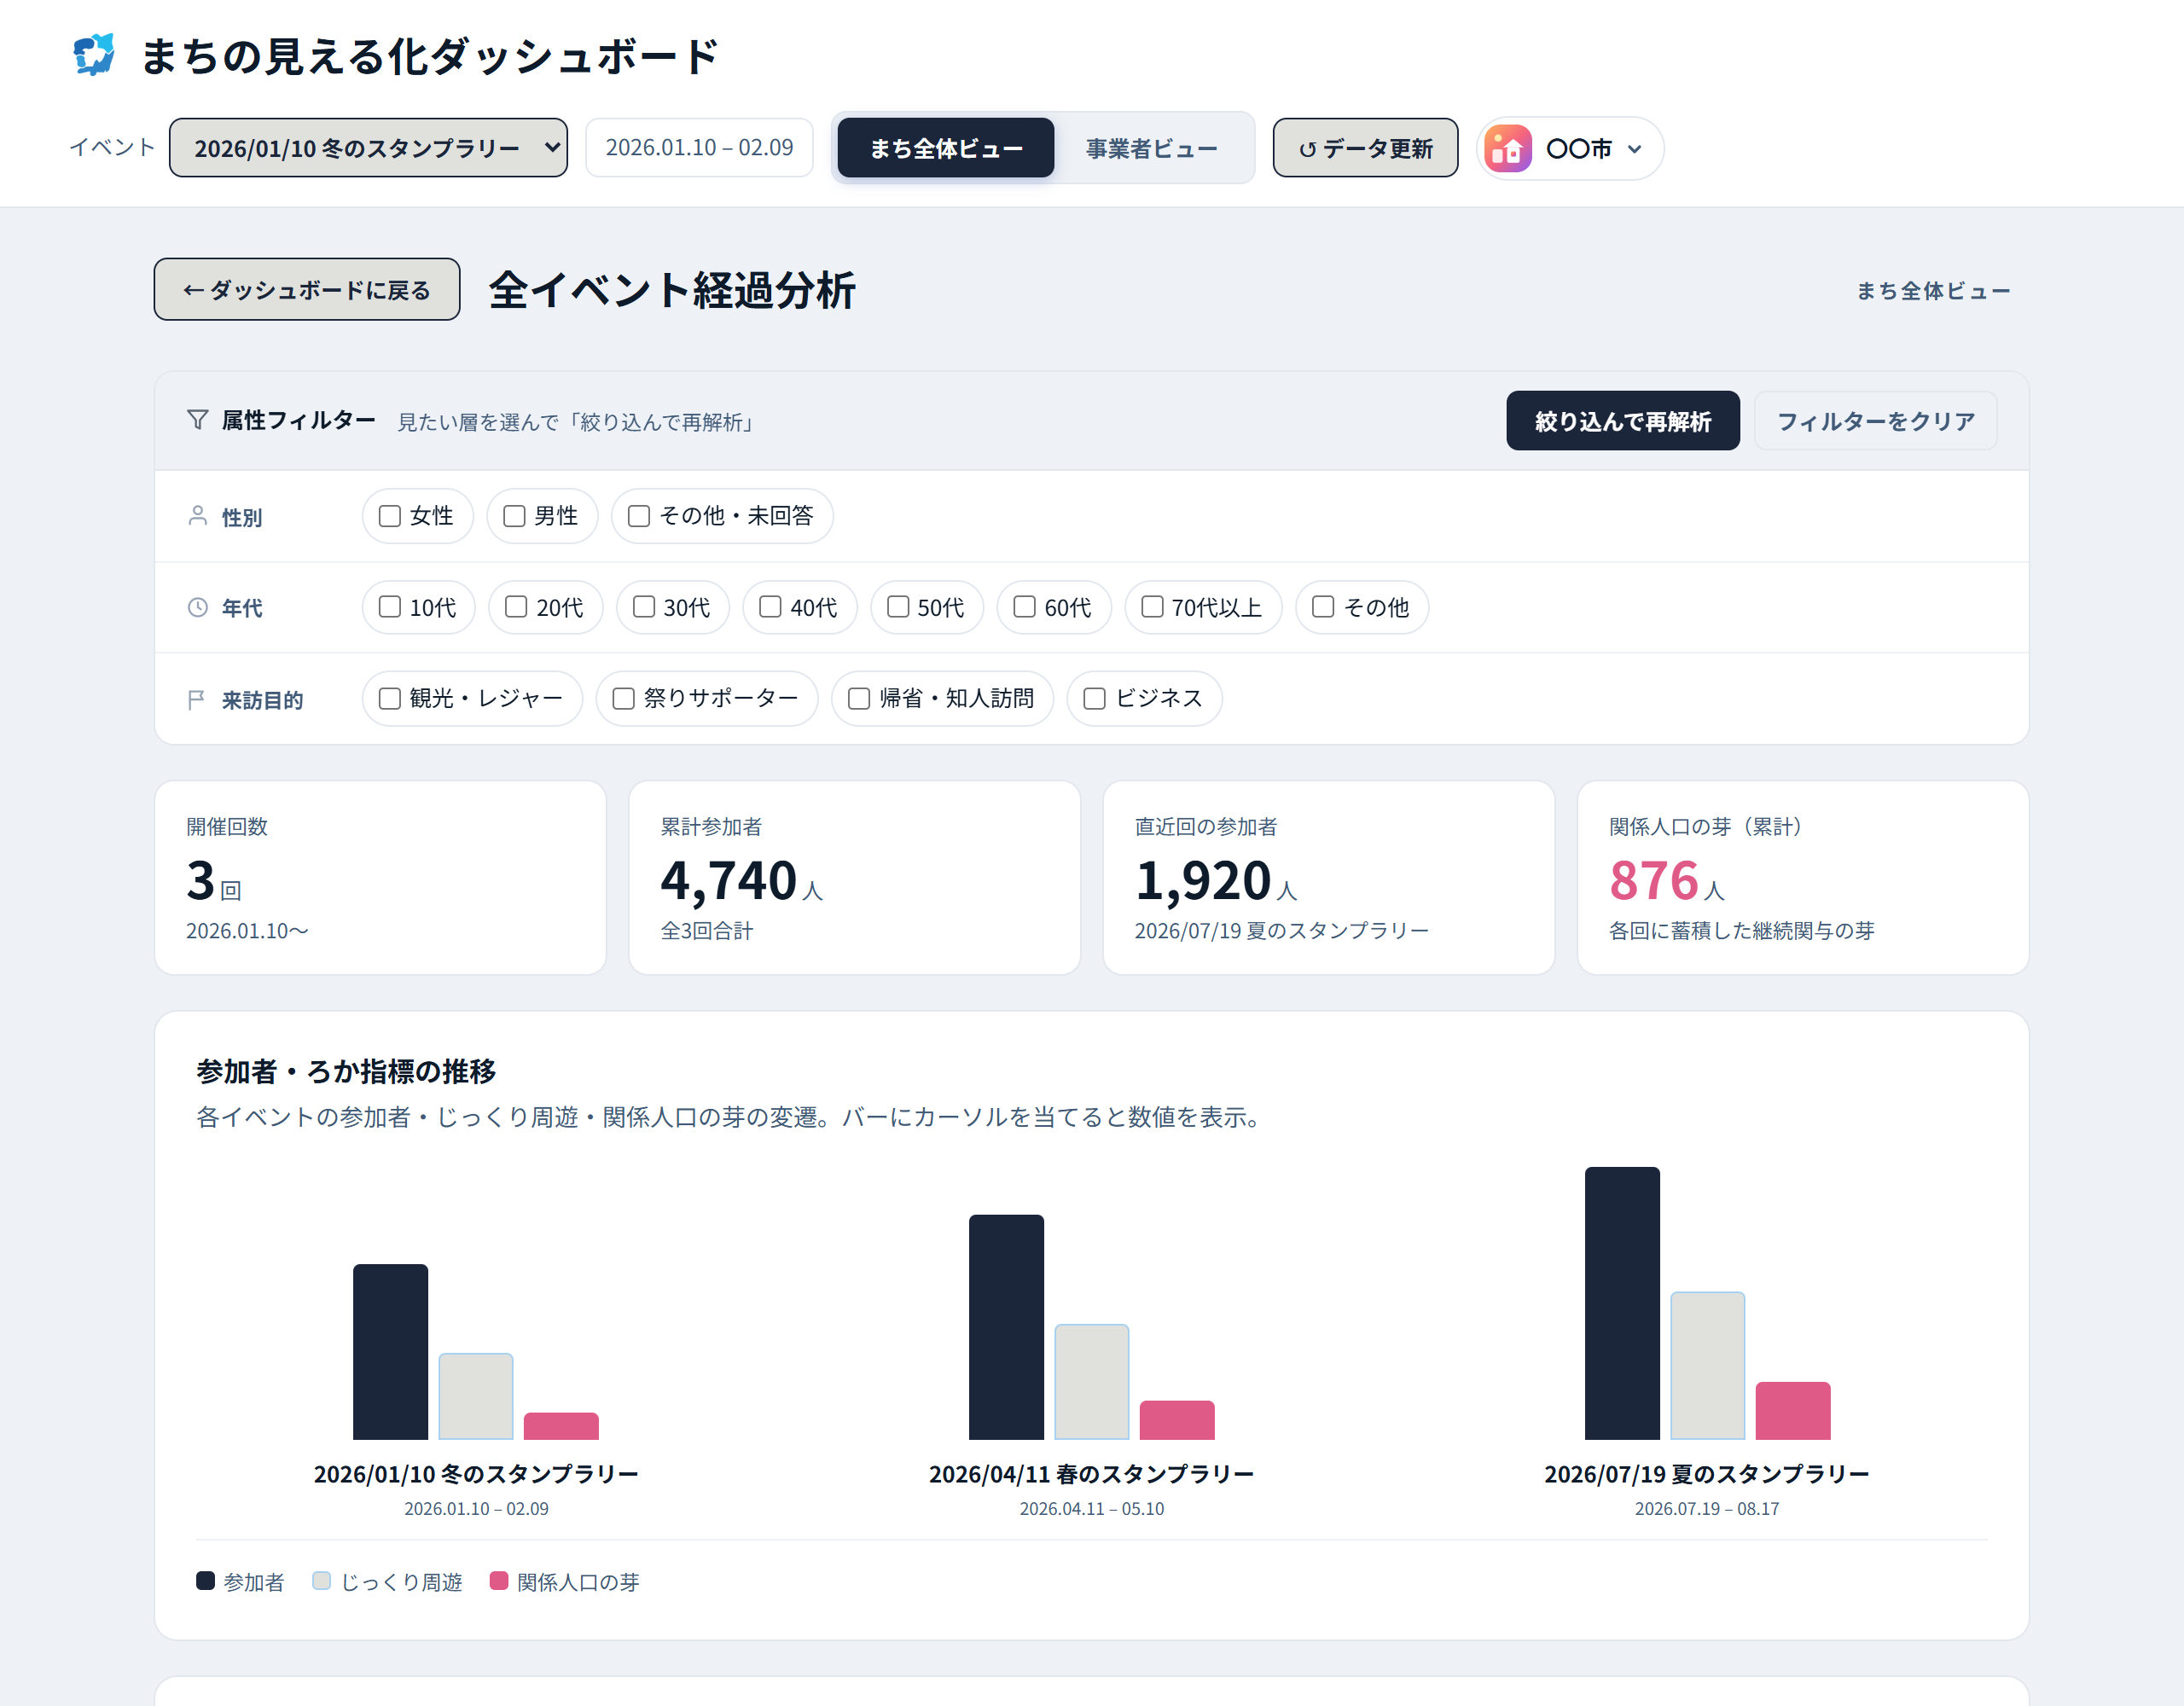 まちの見える化ダッシュボード
イベント 2026/01/10 冬のスタンプラリー 2026.01.10 – 02.09 まち全体ビュー 事業者ビュー ↺ データ更新 〇〇市
← ダッシュボードに戻る 全イベント経過分析 まち全体ビュー
属性フィルター 見たい層を選んで「絞り込んで再解析」 絞り込んで再解析 フィルターをクリア
性別 女性 男性 その他・未回答
年代 10代 20代 30代 40代 50代 60代 70代以上 その他
来訪目的 観光・レジャー 祭りサポーター 帰省・知人訪問 ビジネス
開催回数 累計参加者 直近回の参加者 関係人口の芽（累計）
3 回 4,740 人 1,920 人 876 人
2026.01.10〜 全3回合計 2026/07/19 夏のスタンプラリー 各回に蓄積した継続関与の芽
参加者・ろか指標の推移
各イベントの参加者・じっくり周遊・関係人口の芽の変遷。バーにカーソルを当てると数値を表示。
2026/01/10 冬のスタンプラリー 2026/04/11 春のスタンプラリー 2026/07/19 夏のスタンプラリー
2026.01.10 – 02.09 2026.04.11 – 05.10 2026.07.19 – 08.17
参加者 じっくり周遊 関係人口の芽